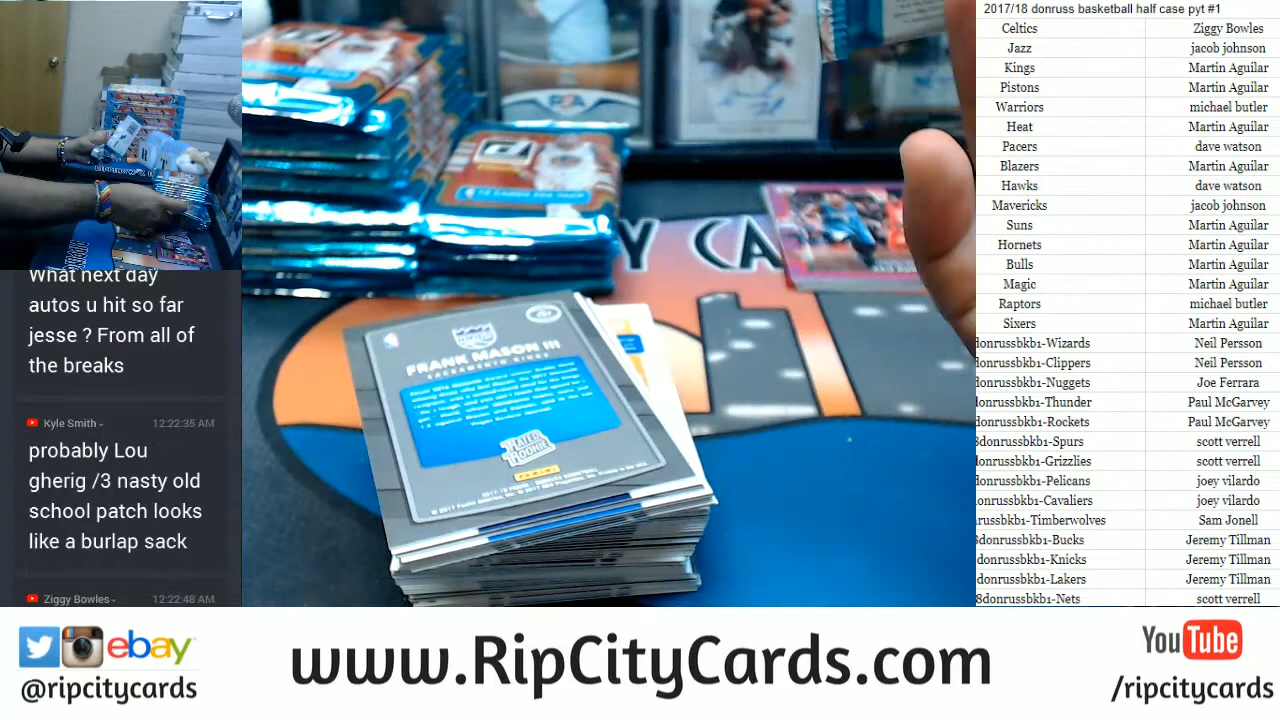 What next day
autos u hit so far
jesse ? From all of
the breaks
Kyle Smith 12:22:35 AM
probably Lou
gherig /3 nasty old
school patch looks
like a burlap sack
Ziggy Bowles 12:22:48 AM
FRANK MASON III
SACRAMENTO KINGS
RATED ROOKIE
PANINI
Y CA
2017/18 donruss basketball half case pyt #1
Celtics Ziggy Bowles
Jazz jacob johnson
Kings Martin Aguilar
Pistons Martin Aguilar
Warriors michael butler
Heat Martin Aguilar
Pacers dave watson
Blazers Martin Aguilar
Hawks dave watson
Mavericks jacob johnson
Suns Martin Aguilar
Hornets Martin Aguilar
Bulls Martin Aguilar
Magic Martin Aguilar
Raptors michael butler
Sixers Martin Aguilar
donrussbkb1-Wizards Neil Persson
donrussbkb1-Clippers Neil Persson
donrussbkb1-Nuggets Joe Ferrara
donrussbkb1-Thunder Paul McGarvey
donrussbkb1-Rockets Paul McGarvey
8donrussbkb1-Spurs scott verrell
donrussbkb1-Grizzlies scott verrell
onrussbkb1-Pelicans joey vilardo
onrussbkb1-Cavaliers joey vilardo
russbkb1-Timberwolves Sam Jonell
8donrussbkb1-Bucks Jeremy Tillman
donrussbkb1-Knicks Jeremy Tillman
donrussbkb1-Lakers Jeremy Tillman
8donrussbkb1-Nets scott verrell
ebay
@ripcitycards
www.RipCityCards.com
YouTube
/ripcitycards